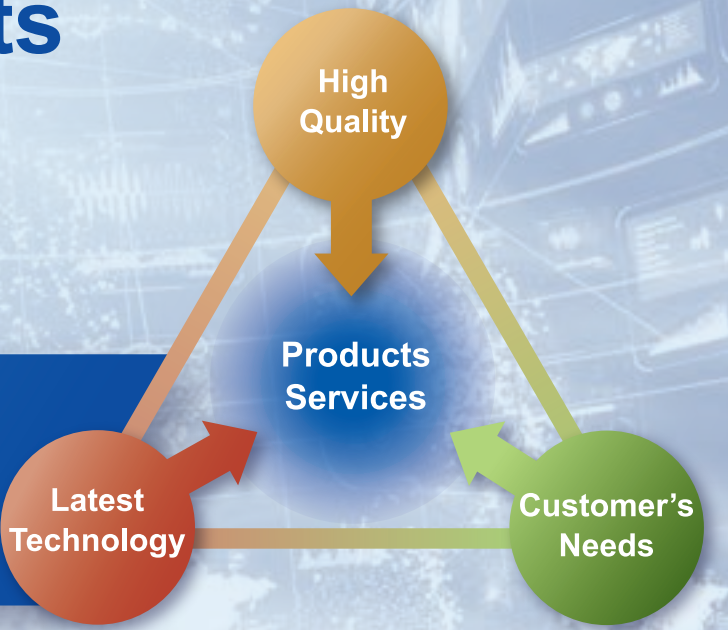 ts
High
Quality
Products
Services
Latest
Technology
Customer’s
Needs